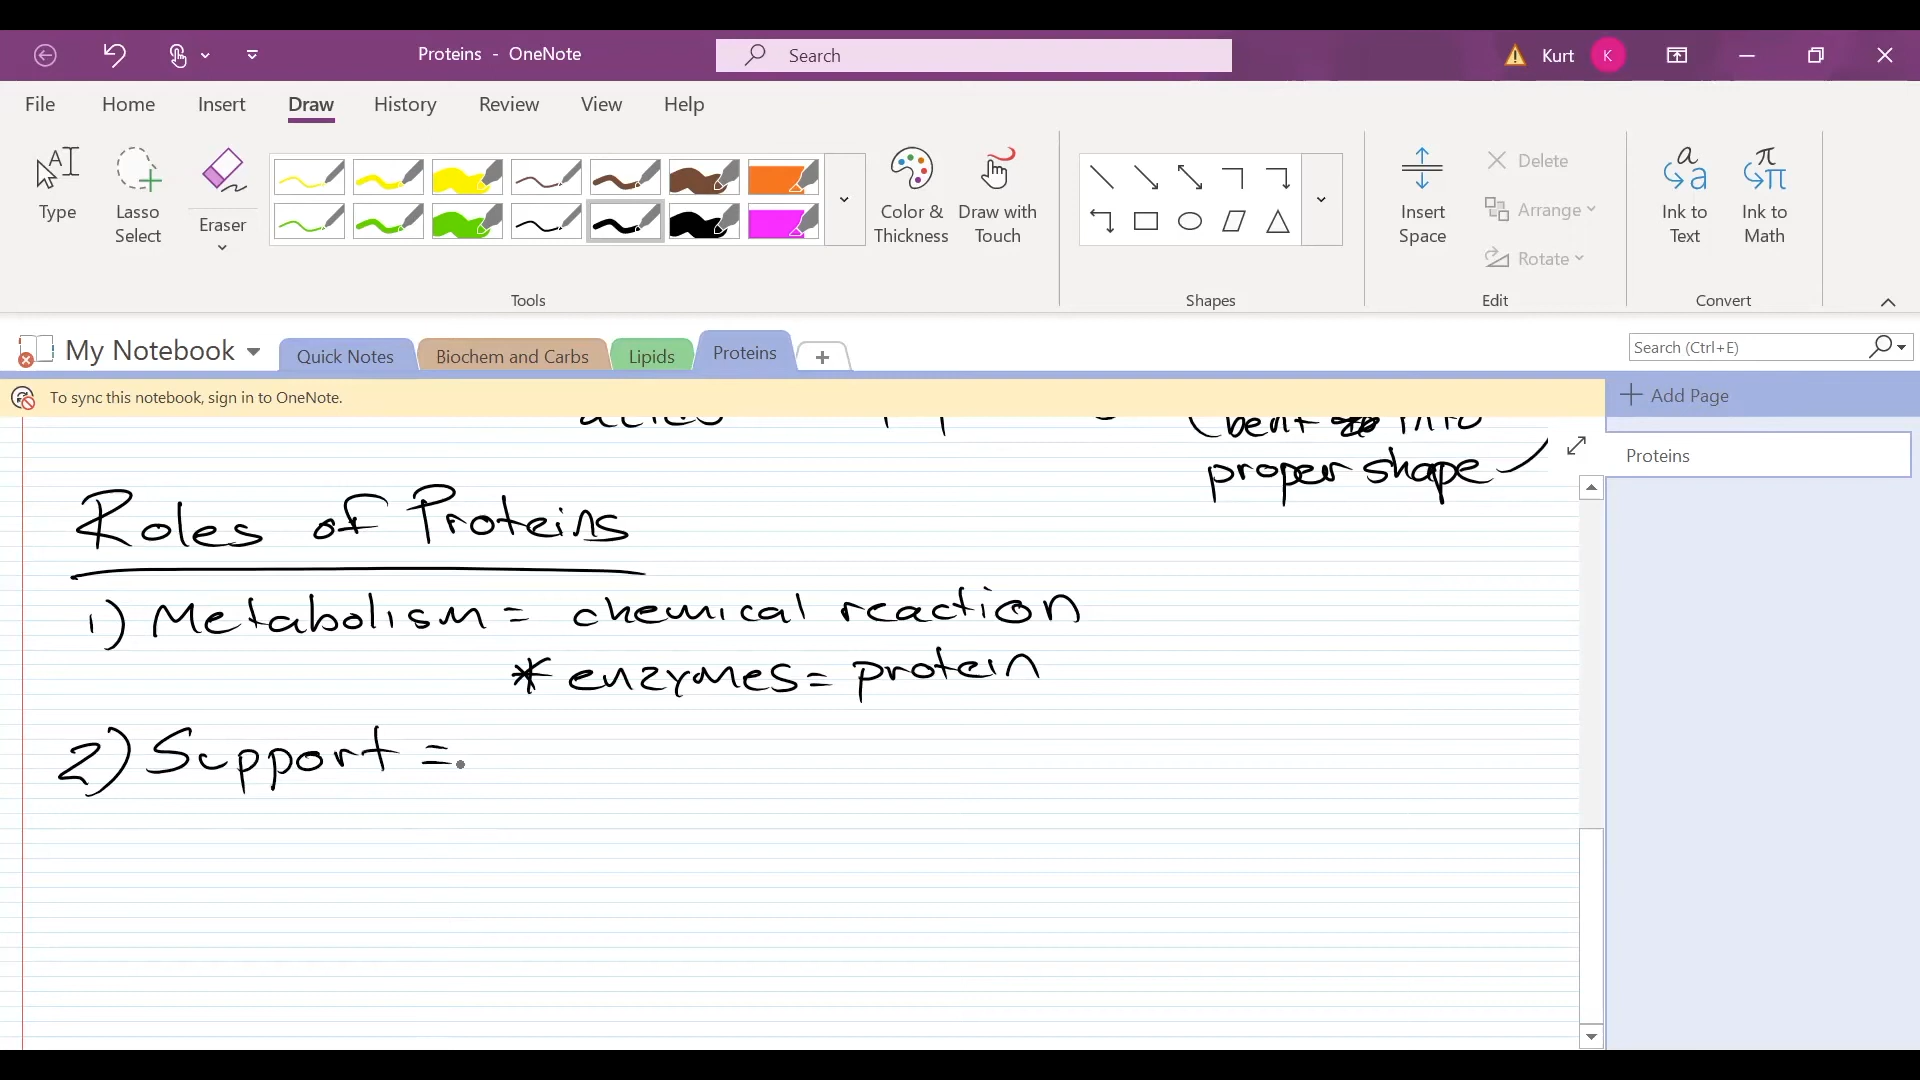 Proteins - OneNote
Search
Kurt
K
File Home Insert Draw History Review View Help
Type
Lasso Select
Eraser
Color & Thickness
Draw with Touch
Insert Space
Delete
Arrange
Rotate
Ink to Text
Ink to Math
Tools
Shapes
Edit
Convert
My Notebook
Quick Notes
Biochem and Carbs
Lipids
Proteins
Search (Ctrl+E)
To sync this notebook, sign in to OneNote.
Add Page
Proteins
acids
(bent into
proper shape
Roles of Proteins
1) Metabolism = chemical reaction
* enzymes = protein
2) Support =